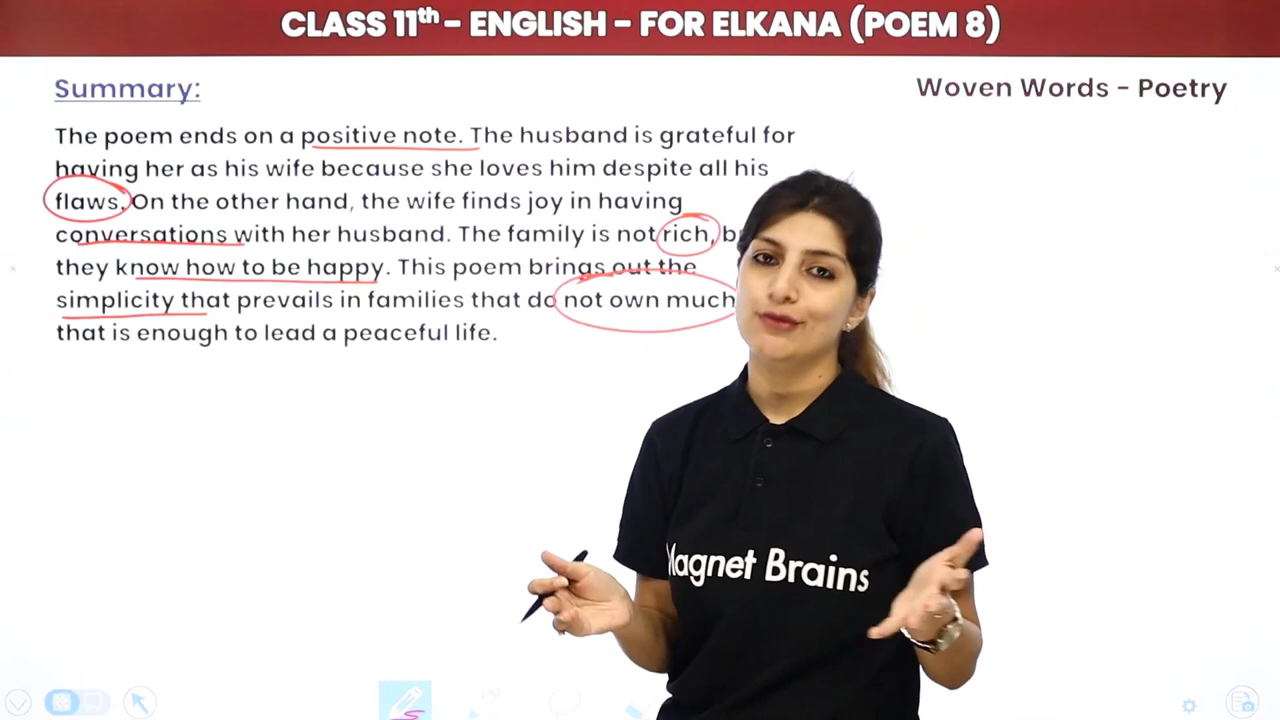 CLASS 11th - ENGLISH - FOR ELKANA (POEM 8)
Summary:
Woven Words - Poetry
The poem ends on a positive note. The husband is grateful for
having her as his wife because she loves him despite all his
flaws. On the other hand, the wife finds joy in having
conversations with her husband. The family is not rich,
they know how to be happy. This poem brings out the
simplicity that prevails in families that do not own much
that is enough to lead a peaceful life.
Magnet Brains